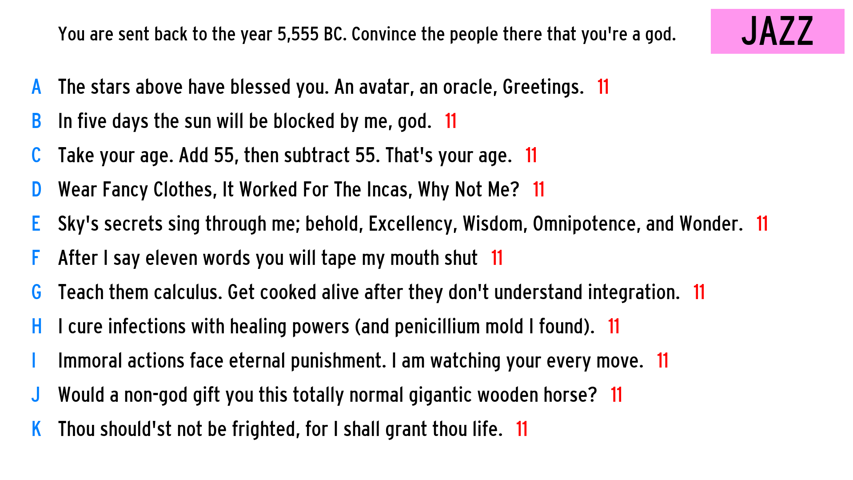 You are sent back to the year 5,555 BC. Convince the people there that you're a god.
JAZZ
A The stars above have blessed you. An avatar, an oracle, Greetings. 11
B In five days the sun will be blocked by me, god. 11
C Take your age. Add 55, then subtract 55. That's your age. 11
D Wear Fancy Clothes, It Worked For The Incas, Why Not Me? 11
E Sky's secrets sing through me; behold, Excellency, Wisdom, Omnipotence, and Wonder. 11
F After I say eleven words you will tape my mouth shut 11
G Teach them calculus. Get cooked alive after they don't understand integration. 11
H I cure infections with healing powers (and penicillium mold I found). 11
I Immoral actions face eternal punishment. I am watching your every move. 11
J Would a non-god gift you this totally normal gigantic wooden horse? 11
K Thou should'st not be frighted, for I shall grant thou life. 11